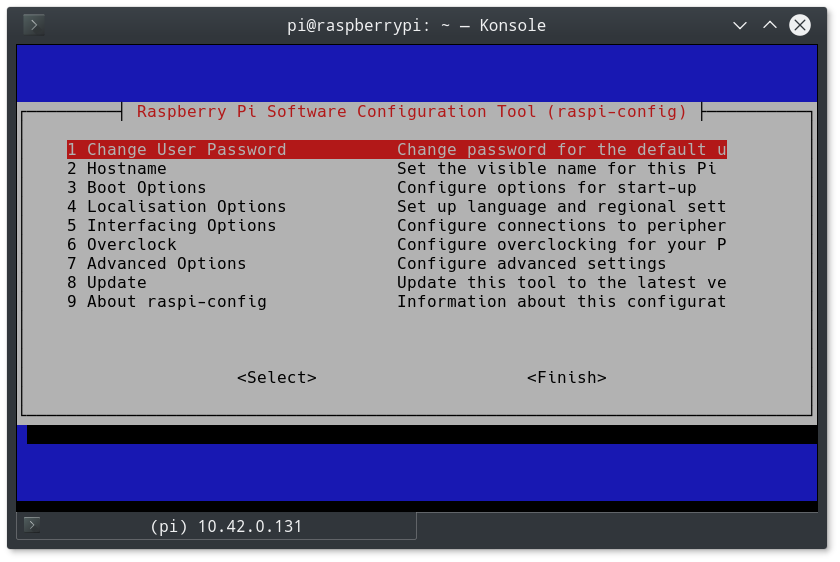 pi@raspberrypi: ~ — Konsole
Raspberry Pi Software Configuration Tool (raspi-config)
1 Change User Password Change password for the default u
2 Hostname Set the visible name for this Pi
3 Boot Options Configure options for start-up
4 Localisation Options Set up language and regional sett
5 Interfacing Options Configure connections to peripher
6 Overclock Configure overclocking for your P
7 Advanced Options Configure advanced settings
8 Update Update this tool to the latest ve
9 About raspi-config Information about this configurat
<Select> <Finish>
(pi) 10.42.0.131